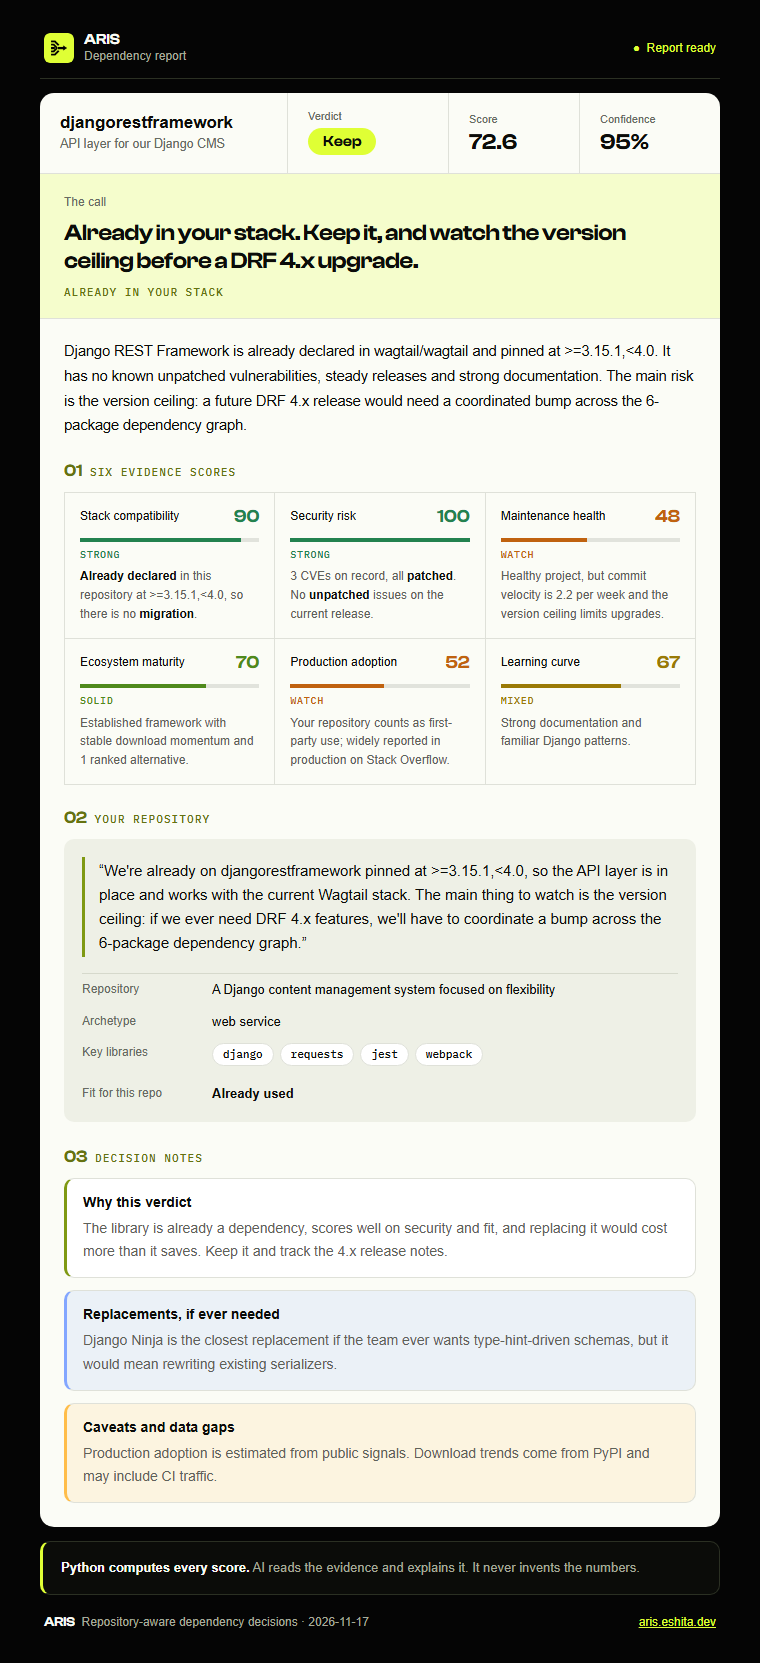 ARIS
Dependency report
● Report ready
djangorestframework
API layer for our Django CMS
Verdict
Keep
Score
72.6
Confidence
95%
The call
Already in your stack. Keep it, and watch the version
ceiling before a DRF 4.x upgrade.
ALREADY IN YOUR STACK
Django REST Framework is already declared in wagtail/wagtail and pinned at >=3.15.1,<4.0. It
has no known unpatched vulnerabilities, steady releases and strong documentation. The main risk
is the version ceiling: a future DRF 4.x release would need a coordinated bump across the 6-
package dependency graph.
01 SIX EVIDENCE SCORES
Stack compatibility 90
STRONG
Already declared in this
repository at >=3.15.1,<4.0, so
there is no migration.
Security risk 100
STRONG
3 CVEs on record, all patched.
No unpatched issues on the
current release.
Maintenance health 48
WATCH
Healthy project, but commit
velocity is 2.2 per week and the
version ceiling limits upgrades.
Ecosystem maturity 70
SOLID
Established framework with
stable download momentum and
1 ranked alternative.
Production adoption 52
WATCH
Your repository counts as first-
party use; widely reported in
production on Stack Overflow.
Learning curve 67
MIXED
Strong documentation and
familiar Django patterns.
02 YOUR REPOSITORY
“We're already on djangorestframework pinned at >=3.15.1,<4.0, so the API layer is in
place and works with the current Wagtail stack. The main thing to watch is the version
ceiling: if we ever need DRF 4.x features, we'll have to coordinate a bump across the
6-package dependency graph.”
Repository A Django content management system focused on flexibility
Archetype web service
Key libraries django requests jest webpack
Fit for this repo Already used
03 DECISION NOTES
Why this verdict
The library is already a dependency, scores well on security and fit, and replacing it would cost
more than it saves. Keep it and track the 4.x release notes.
Replacements, if ever needed
Django Ninja is the closest replacement if the team ever wants type-hint-driven schemas, but it
would mean rewriting existing serializers.
Caveats and data gaps
Production adoption is estimated from public signals. Download trends come from PyPI and
may include CI traffic.
Python computes every score. AI reads the evidence and explains it. It never invents the numbers.
ARIS Repository-aware dependency decisions · 2026-11-17
aris.eshita.dev